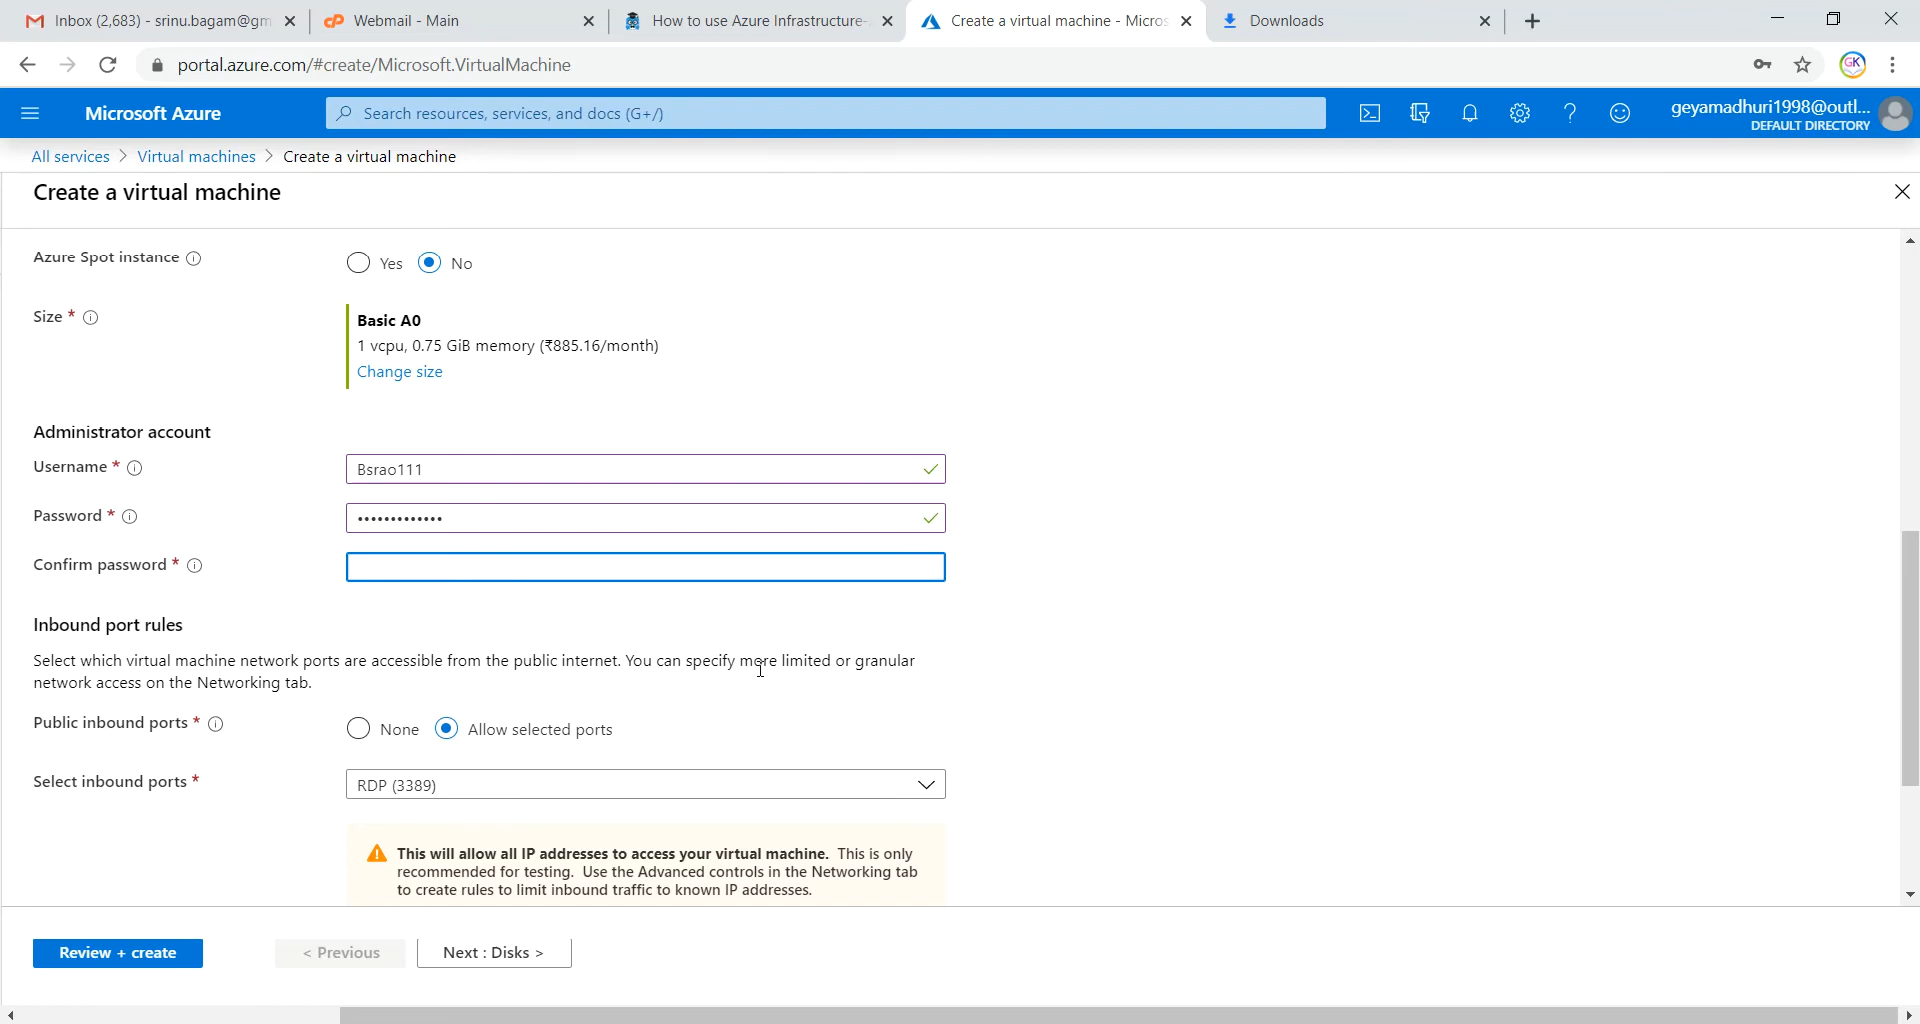 Inbox (2,683) - srinu.bagam@gm
Webmail - Main
How to use Azure Infrastructure-
Create a virtual machine - Micros
Downloads
portal.azure.com/#create/Microsoft.VirtualMachine
GK
Microsoft Azure
Search resources, services, and docs (G+/)
geyamadhuri1998@outl...
DEFAULT DIRECTORY
All services > Virtual machines > Create a virtual machine
Create a virtual machine
Azure Spot instance
Yes No
Size *
Basic A0
1 vcpu, 0.75 GiB memory (₹885.16/month)
Change size
Administrator account
Username *
Bsrao111
Password *
•••••••••••••
Confirm password *
Inbound port rules
Select which virtual machine network ports are accessible from the public internet. You can specify more limited or granular
network access on the Networking tab.
Public inbound ports *
None Allow selected ports
Select inbound ports *
RDP (3389)
This will allow all IP addresses to access your virtual machine. This is only
recommended for testing. Use the Advanced controls in the Networking tab
to create rules to limit inbound traffic to known IP addresses.
Review + create
< Previous
Next : Disks >